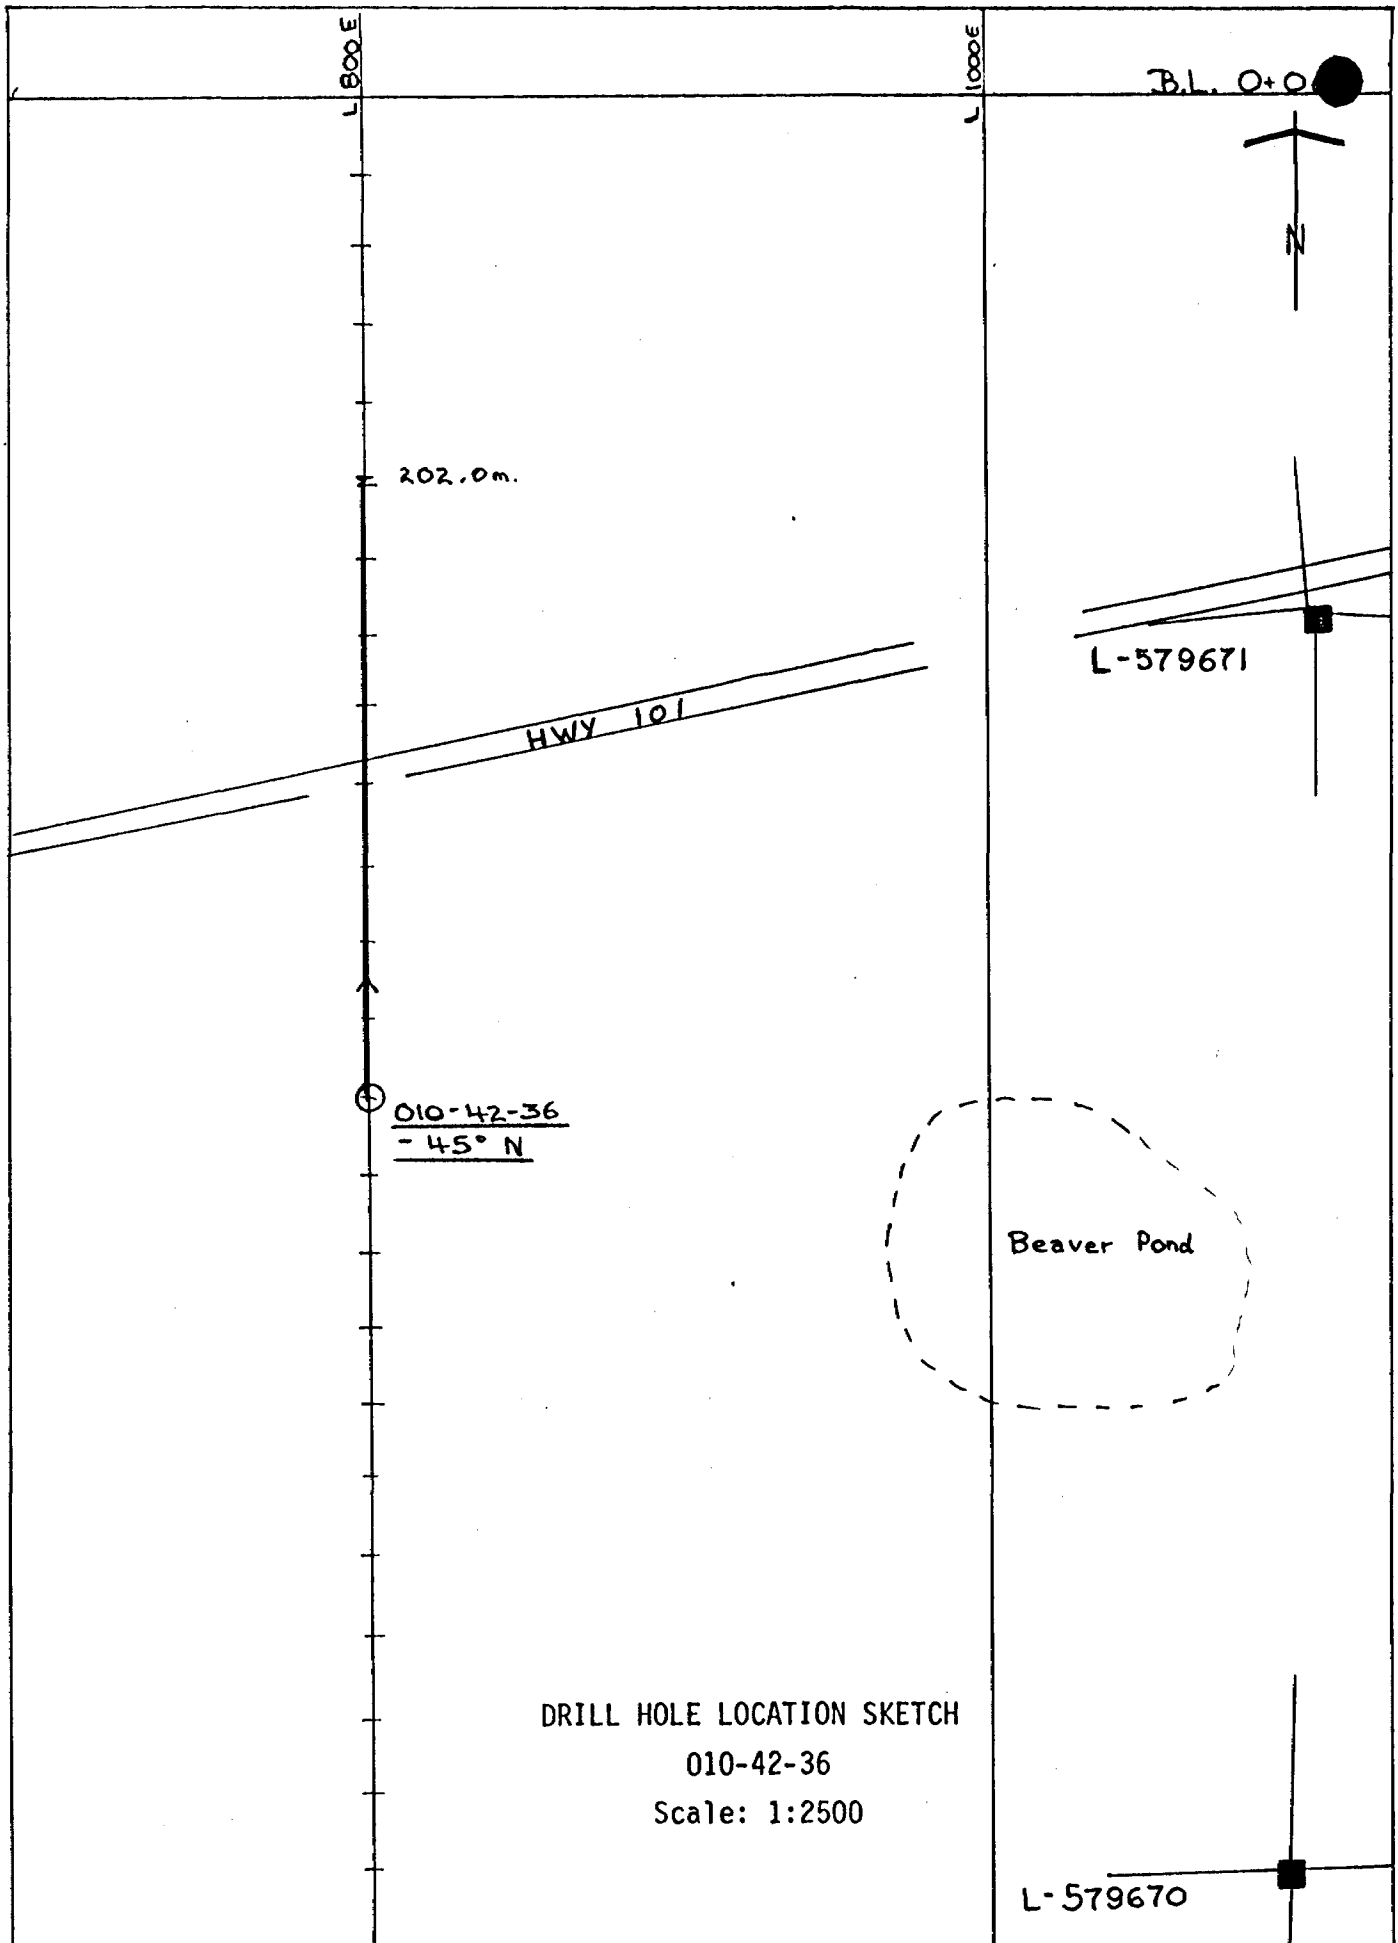 L 800 E
L 1000E
B.L. 0+0
N
202.0m.
L-579671
HWY 101
010-42-36
- 45° N
Beaver Pond
DRILL HOLE LOCATION SKETCH
010-42-36
Scale: 1:2500
L-579670